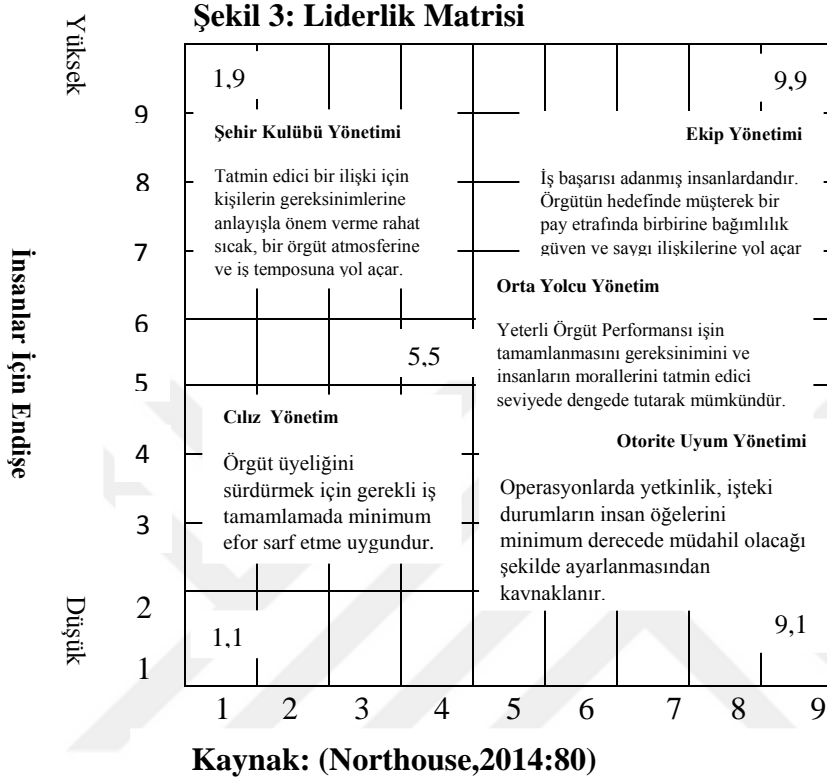 Şekil 3: Liderlik Matrisi
Yüksek
İnsanlar İçin Endişe
Düşük
9
8
7
6
5
4
3
2
1
1,9
9,9
Şehir Kulübü Yönetimi
Tatmin edici bir ilişki için
kişilerin gereksinimlerine
anlayışla önem verme rahat
sıcak, bir örgüt atmosferine
ve iş temposuna yol açar.
Ekip Yönetimi
İş başarısı adanmış insanlardandır.
Örgütün hedefinde müşterek bir
pay etrafında birbirine bağımlılık
güven ve saygı ilişkilerine yol açar
5,5
Orta Yolcu Yönetim
Yeterli Örgüt Performansı işin
tamamlanmasını gereksinimini ve
insanların morallerini tatmin edici
seviyede dengede tutarak mümkündür.
Cılız Yönetim
Örgüt üyeliğini
sürdürmek için gerekli iş
tamamlamada minimum
efor sarf etme uygundur.
Otorite Uyum Yönetimi
Operasyonlarda yetkinlik, işteki
durumların insan öğelerini
minimum derecede müdahil olacağı
şekilde ayarlanmasından
kaynaklanır.
1,1
9,1
1 2 3 4 5 6 7 8 9
Kaynak: (Northouse,2014:80)